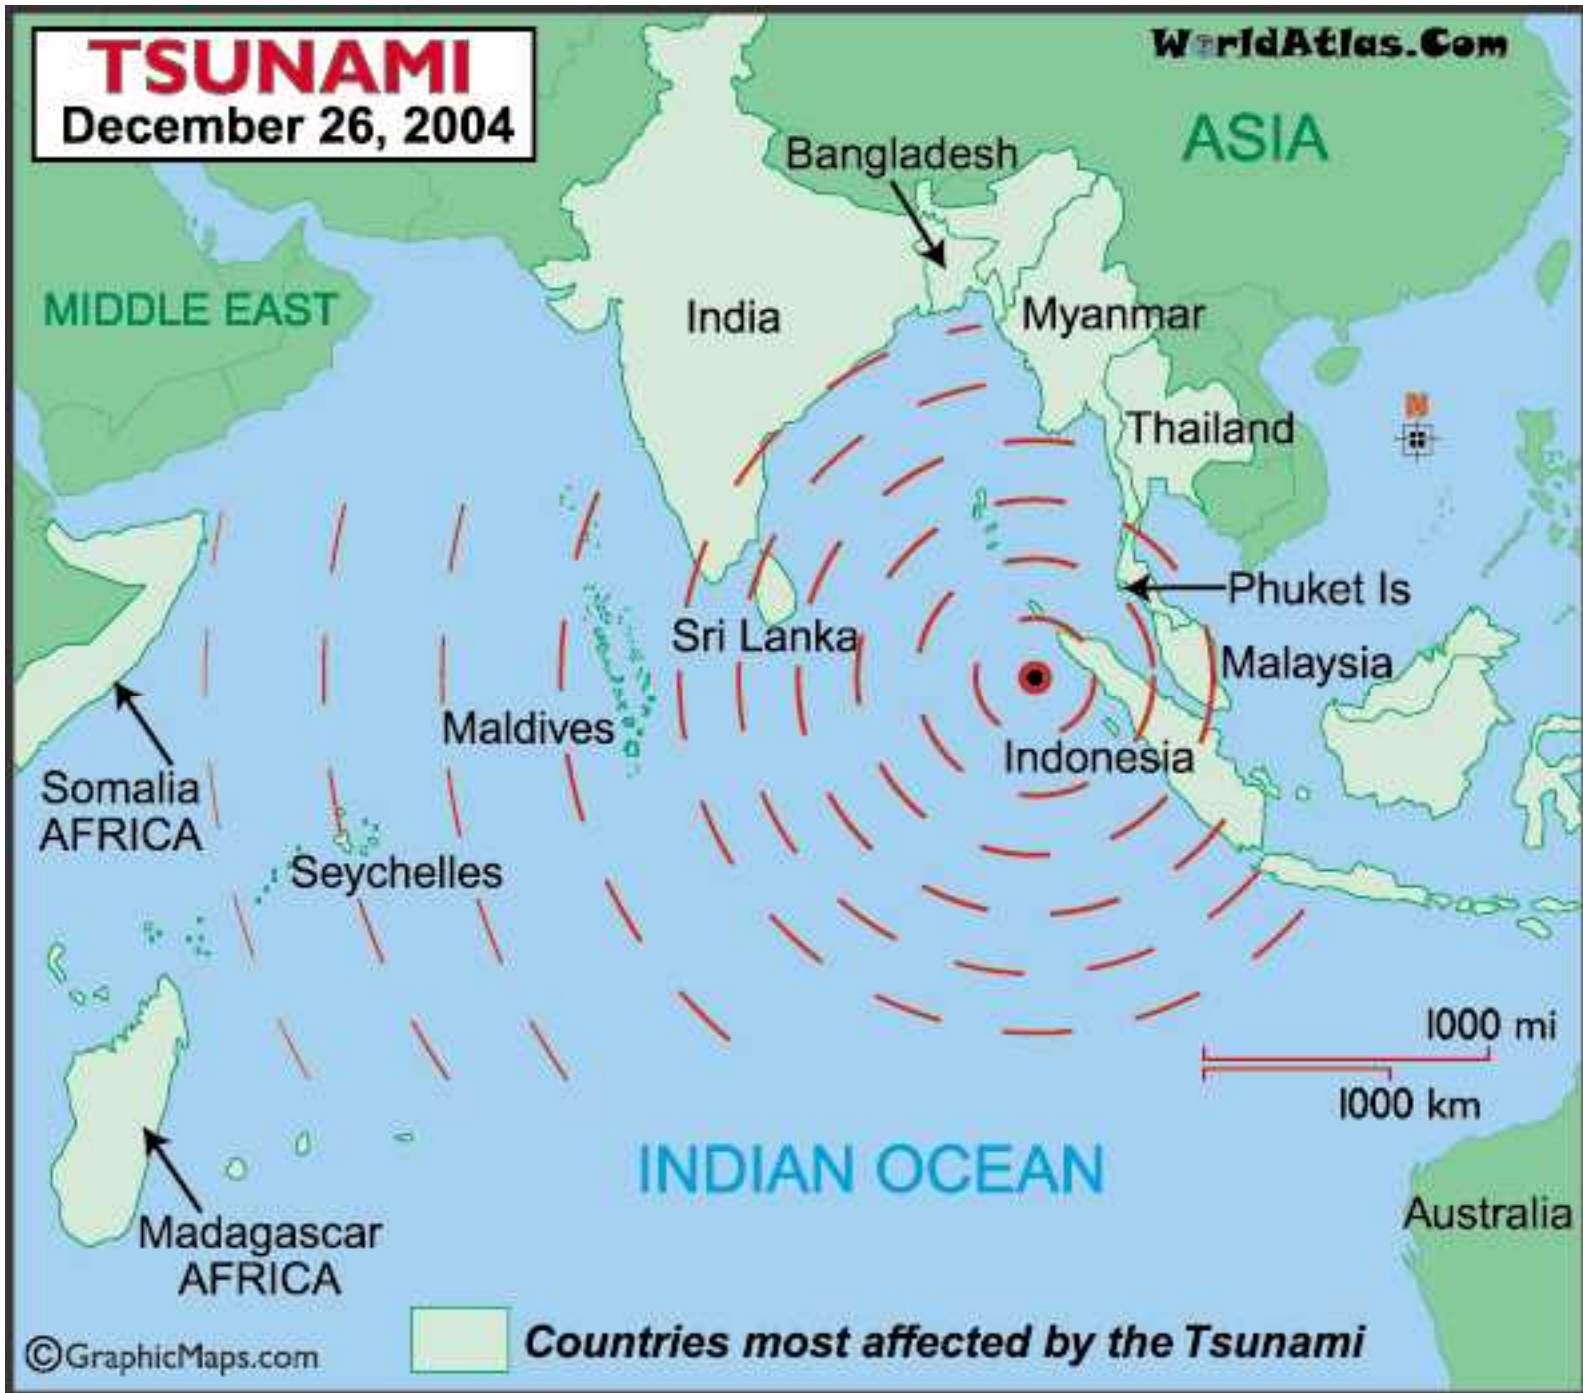 TSUNAMI
December 26, 2004
WorldAtlas.Com
ASIA
Bangladesh
MIDDLE EAST
India
Myanmar
N
Thailand
Phuket Is
Sri Lanka
Malaysia
Maldives
Indonesia
Somalia
AFRICA
Seychelles
1000 mi
1000 km
INDIAN OCEAN
Australia
Madagascar
AFRICA
Countries most affected by the Tsunami
©GraphicMaps.com